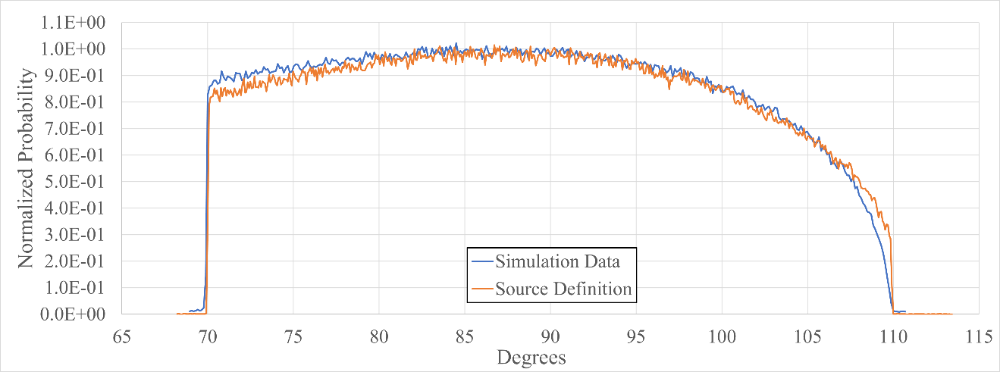 Normalized Probability
1.1E+00
1.0E+00
9.0E-01
8.0E-01
7.0E-01
6.0E-01
5.0E-01
4.0E-01
3.0E-01
2.0E-01
1.0E-01
0.0E+00
Simulation Data
Source Definition
65 70 75 80 85 90 95 100 105 110 115
Degrees